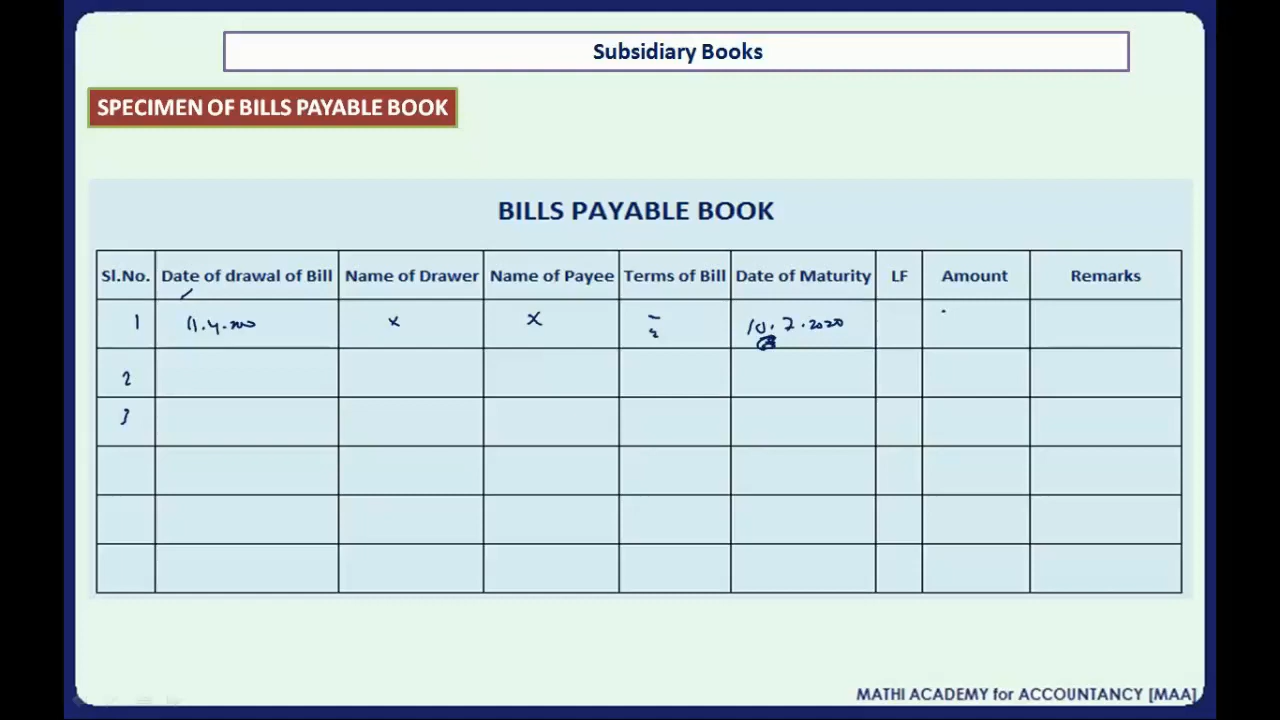 Subsidiary Books
SPECIMEN OF BILLS PAYABLE BOOK
BILLS PAYABLE BOOK
Sl.No. Date of drawal of Bill Name of Drawer Name of Payee Terms of Bill Date of Maturity LF Amount Remarks
1 x x 10.7.2020
2
3
MATHI ACADEMY for ACCOUNTANCY [MAA]